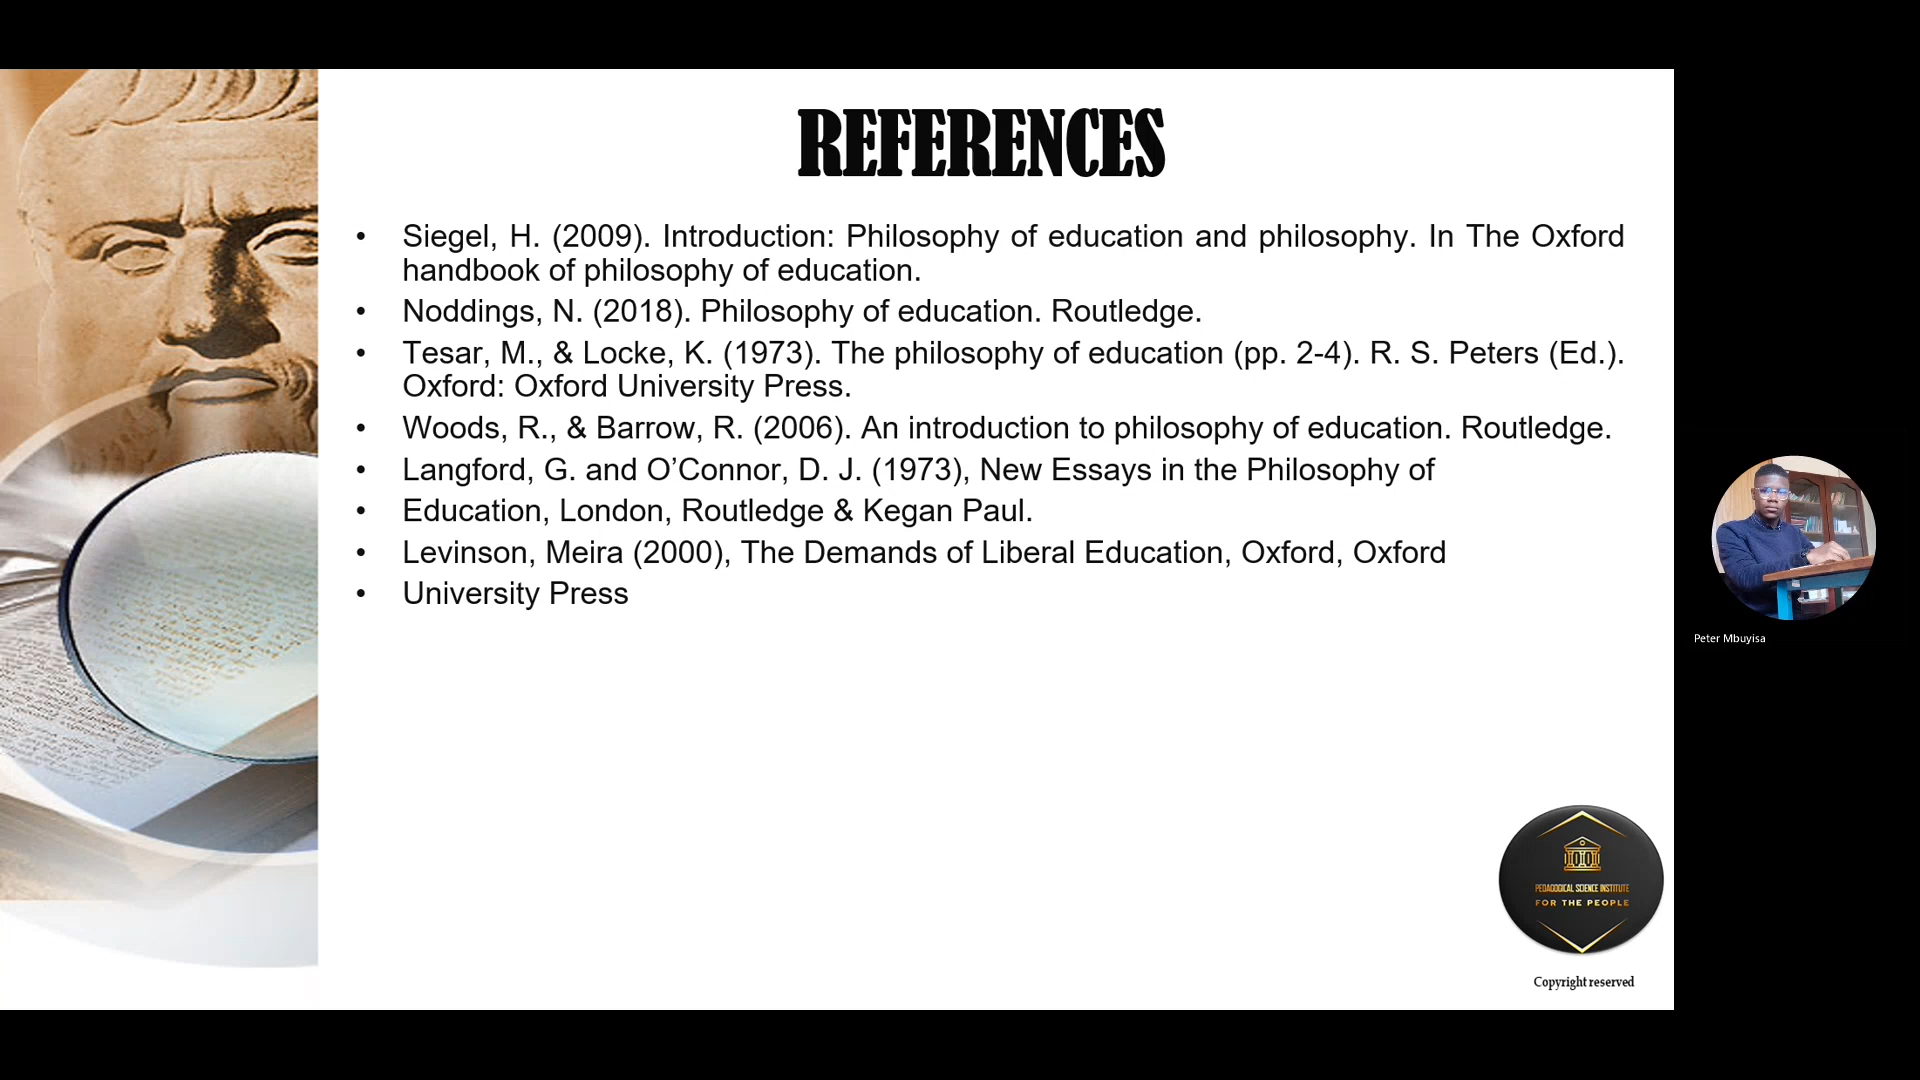 REFERENCES
• Siegel, H. (2009). Introduction: Philosophy of education and philosophy. In The Oxford
handbook of philosophy of education.
• Noddings, N. (2018). Philosophy of education. Routledge.
• Tesar, M., & Locke, K. (1973). The philosophy of education (pp. 2-4). R. S. Peters (Ed.).
Oxford: Oxford University Press.
• Woods, R., & Barrow, R. (2006). An introduction to philosophy of education. Routledge.
• Langford, G. and O’Connor, D. J. (1973), New Essays in the Philosophy of
• Education, London, Routledge & Kegan Paul.
• Levinson, Meira (2000), The Demands of Liberal Education, Oxford, Oxford
• University Press
Peter Mbuyisa
PEDAGOGICAL SCIENCE INSTITUTE
FOR THE PEOPLE
Copyright reserved